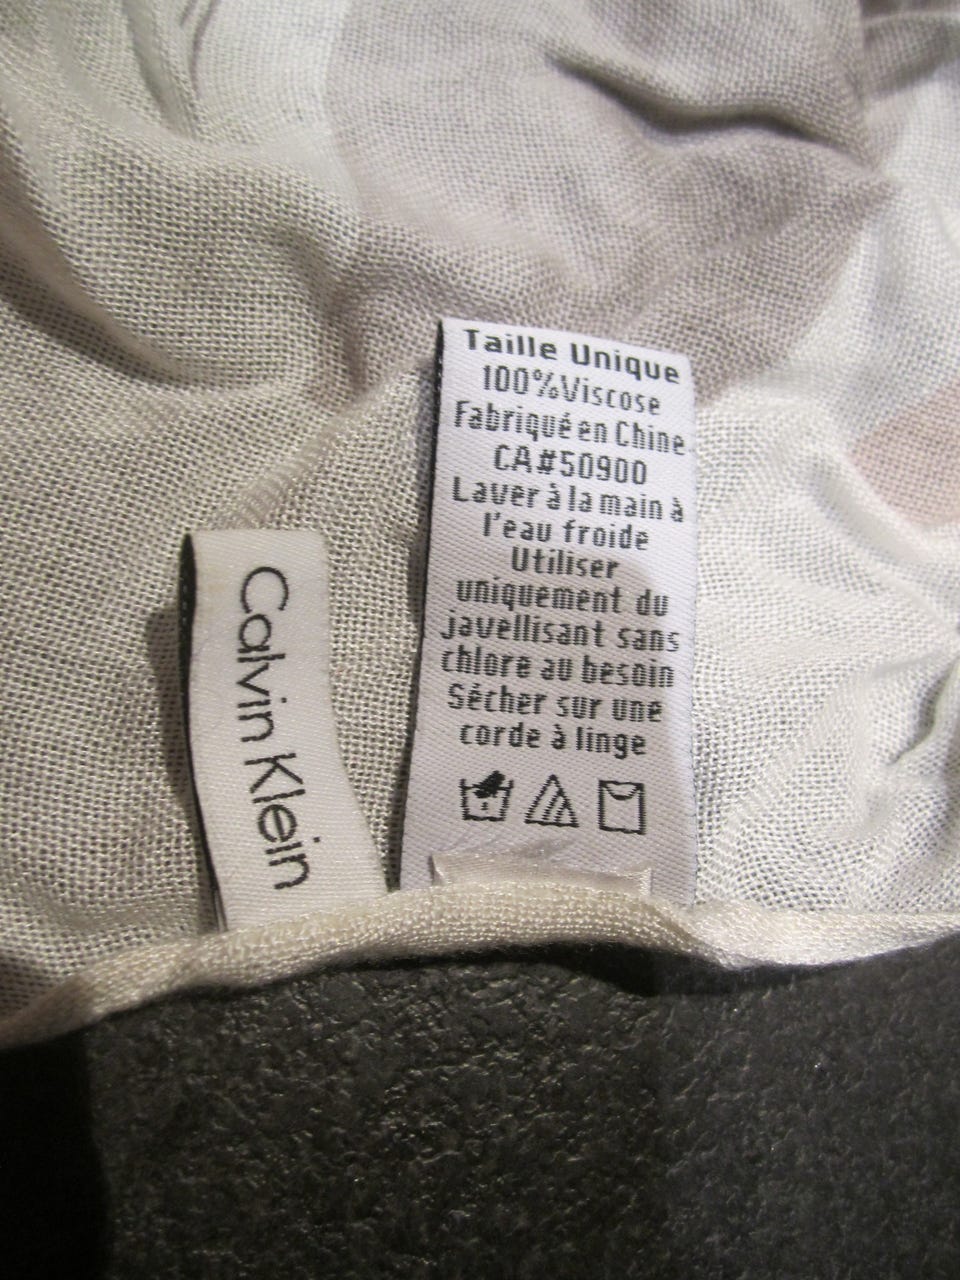 Calvin Klein
Taille Unique
100%Viscose
Fabriqué en Chine
CA#50900
Laver à la main à
l'eau froide
Utiliser
uniquement du
javellisant sans
chlore au besoin
Sécher sur une
corde à linge